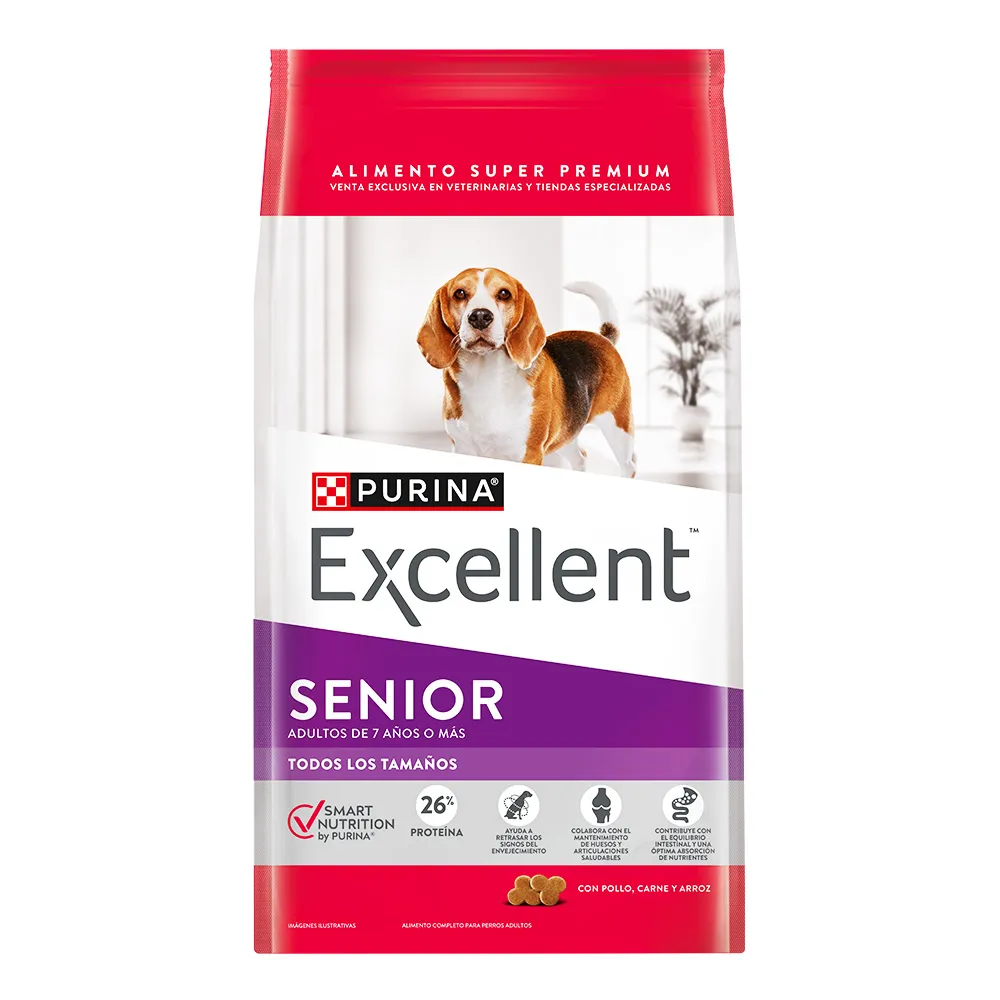 ALIMENTO SUPER PREMIUM
VENTA EXCLUSIVA EN VETERINARIAS Y TIENDAS ESPECIALIZADAS
PURINA®
Excellent™
SENIOR
ADULTOS DE 7 AÑOS O MÁS
TODOS LOS TAMAÑOS
SMART
NUTRITION
by PURINA®
26%
PROTEÍNA
AYUDA A
RETRASAR LOS
SIGNOS DEL
ENVEJECIMIENTO
COLABORA CON EL
MANTENIMIENTO
DE HUESOS Y
ARTICULACIONES
SALUDABLES
CONTRIBUYE CON
EL EQUILIBRIO
INTESTINAL Y UNA
ÓPTIMA ABSORCIÓN
DE NUTRIENTES
CON POLLO, CARNE Y ARROZ
IMÁGENES ILUSTRATIVAS
ALIMENTO COMPLETO PARA PERROS ADULTOS